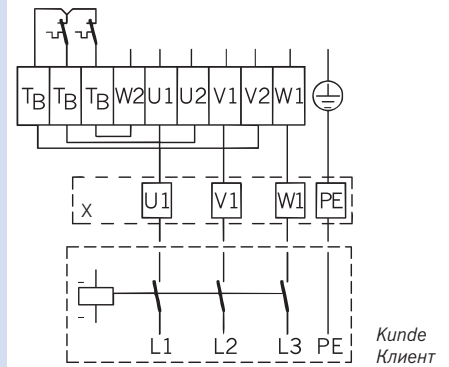 TB TB TB W2 U1 U2 V1 V2 W1
X U1 V1 W1 PE
L1 L2 L3 PE
Kunde
Клиент